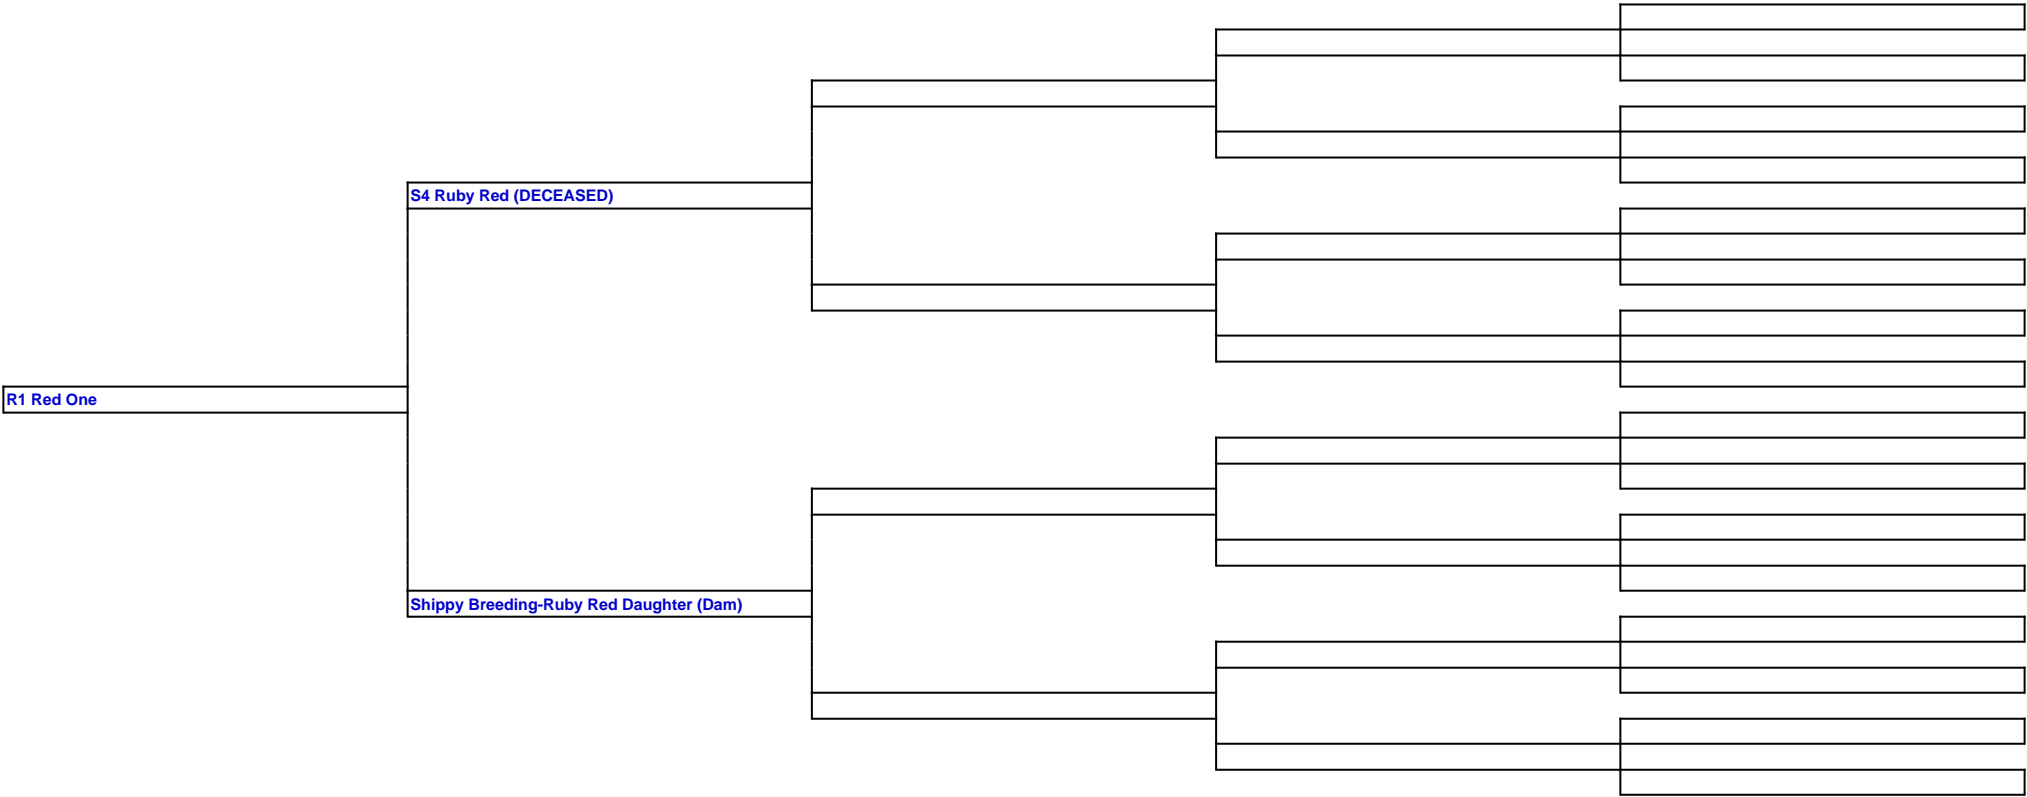 S4 Ruby Red (DECEASED)
R1 Red One
Shippy Breeding-Ruby Red Daughter (Dam)